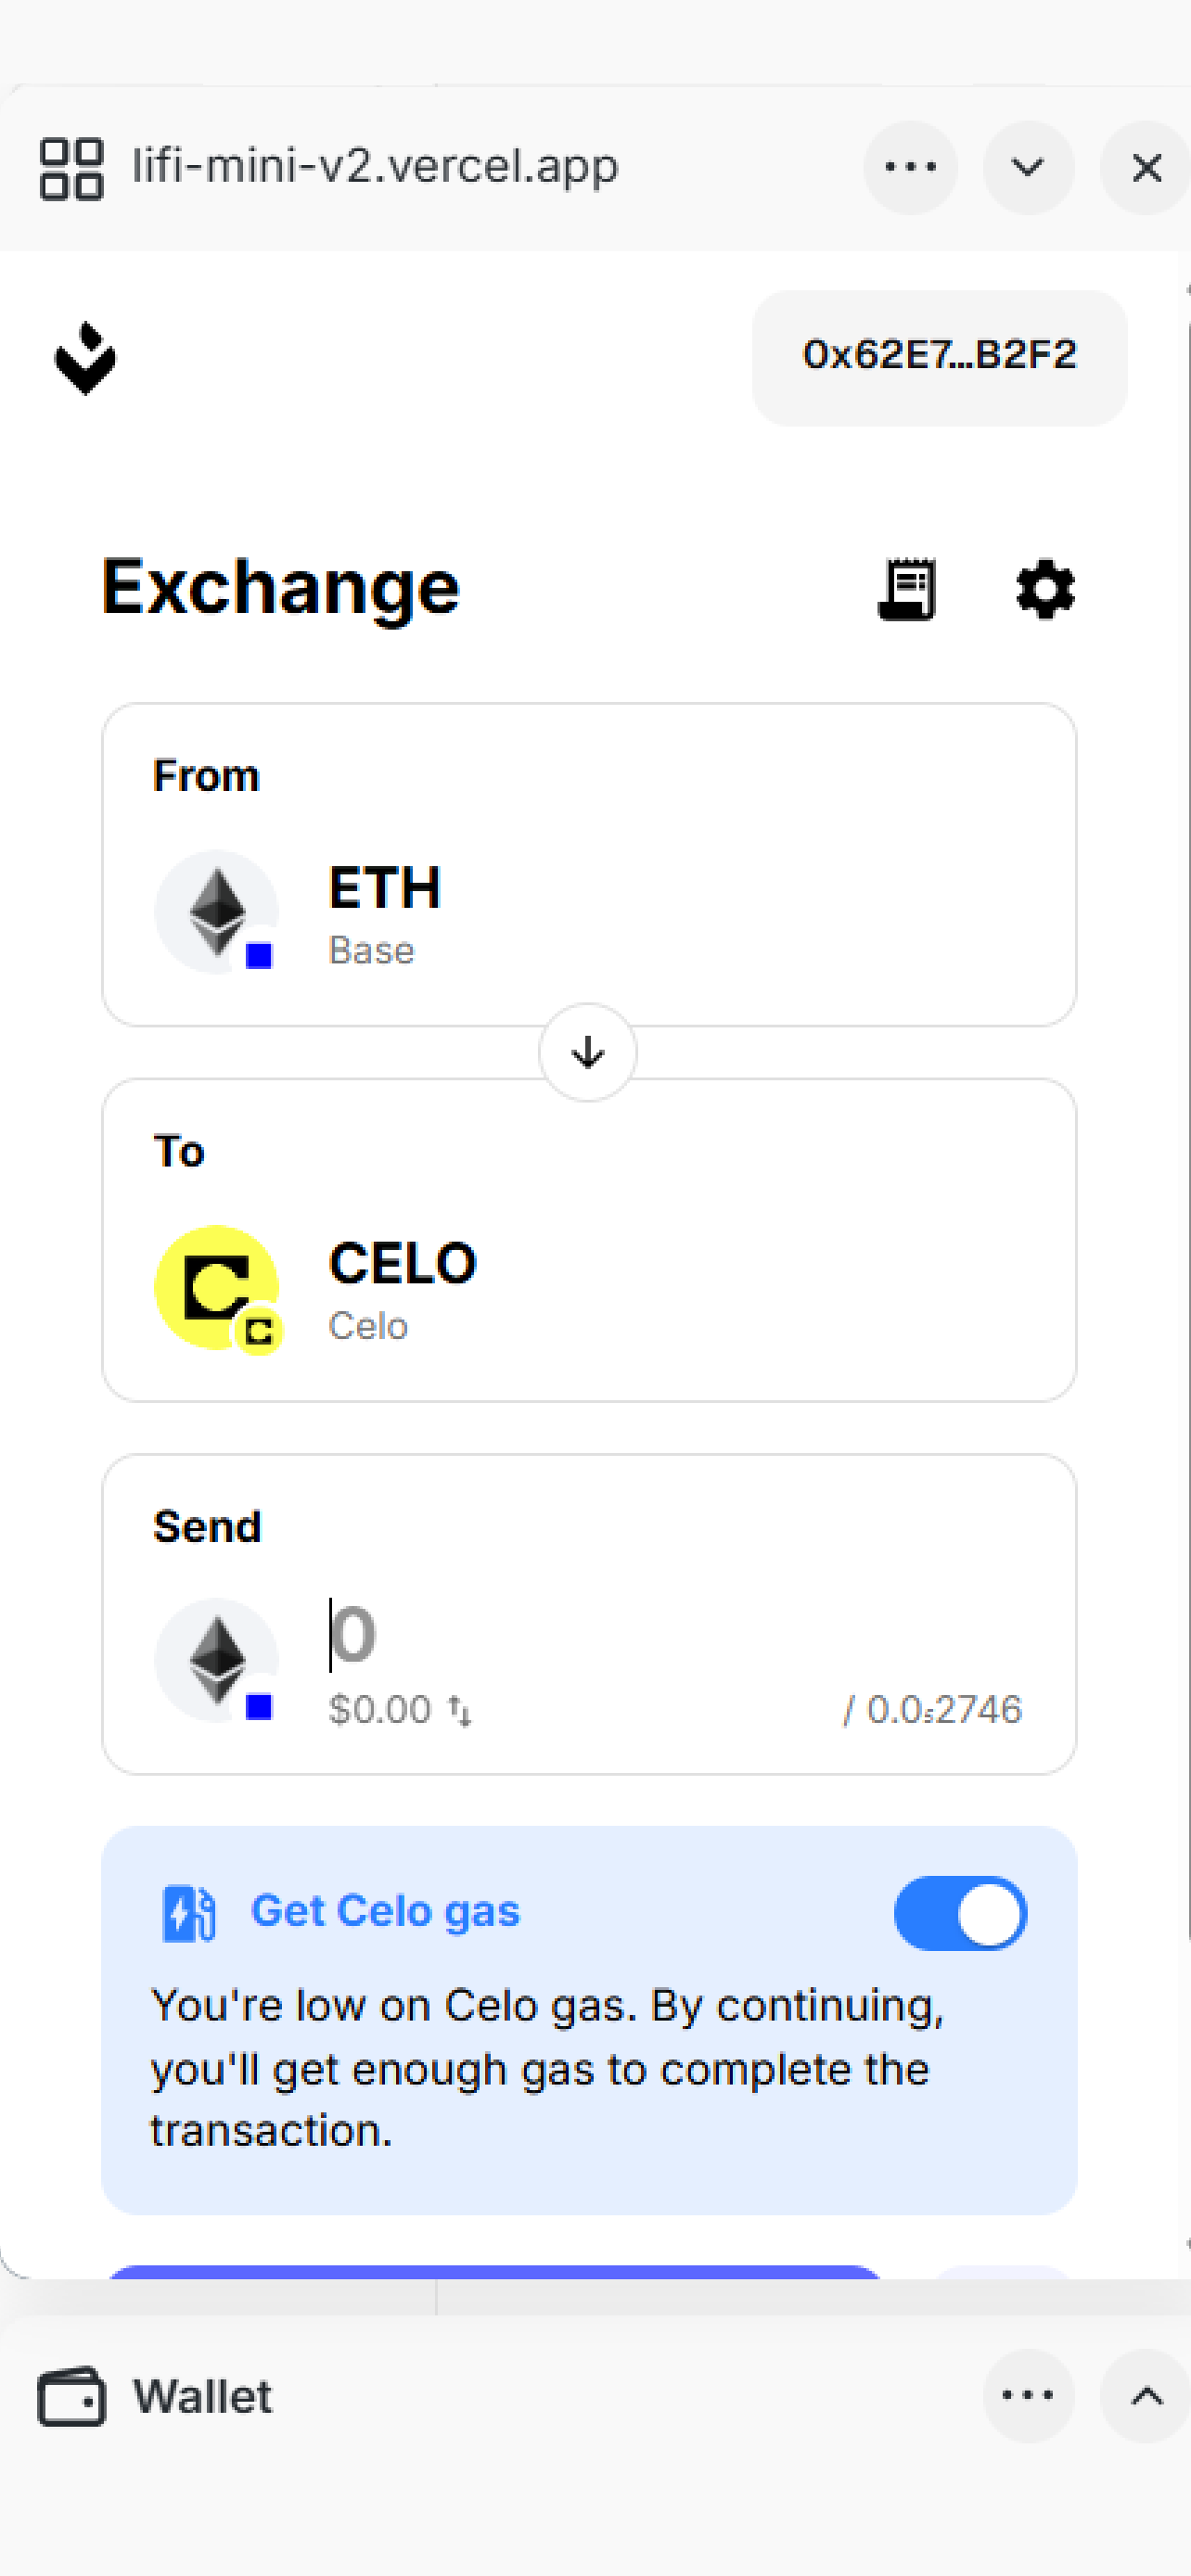 lifi-mini-v2.vercel.app
0x62E7...B2F2
Exchange
From
ETH
Base
To
CELO
Celo
Send
0
$0.00
/ 0.0₅2746
Get Celo gas
You're low on Celo gas. By continuing,
you'll get enough gas to complete the
transaction.
Wallet